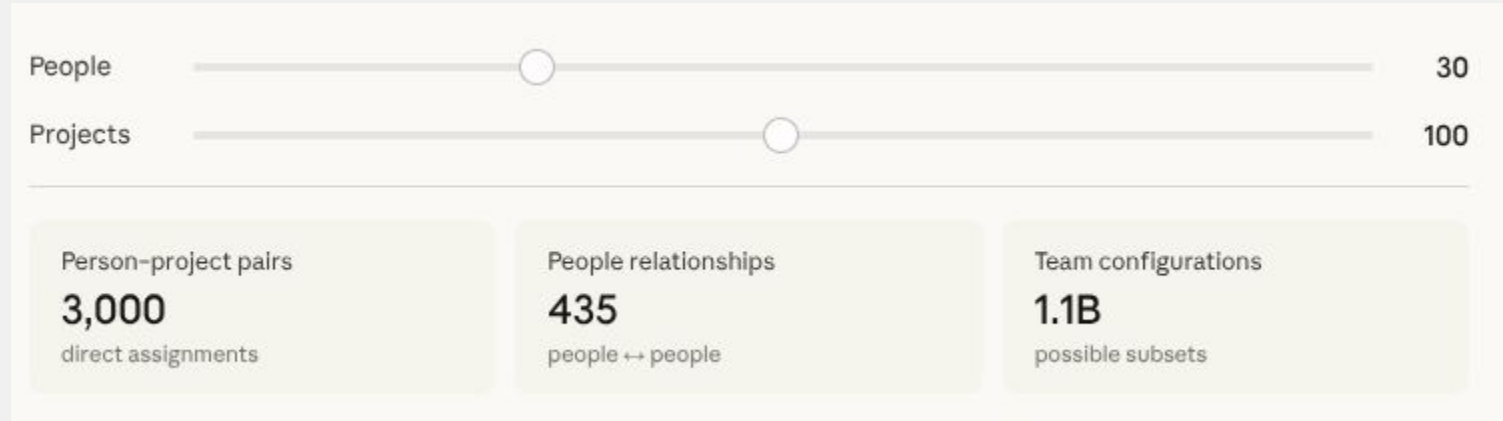 People 30
Projects 100
Person-project pairs
3,000
direct assignments
People relationships
435
people ↔ people
Team configurations
1.1B
possible subsets